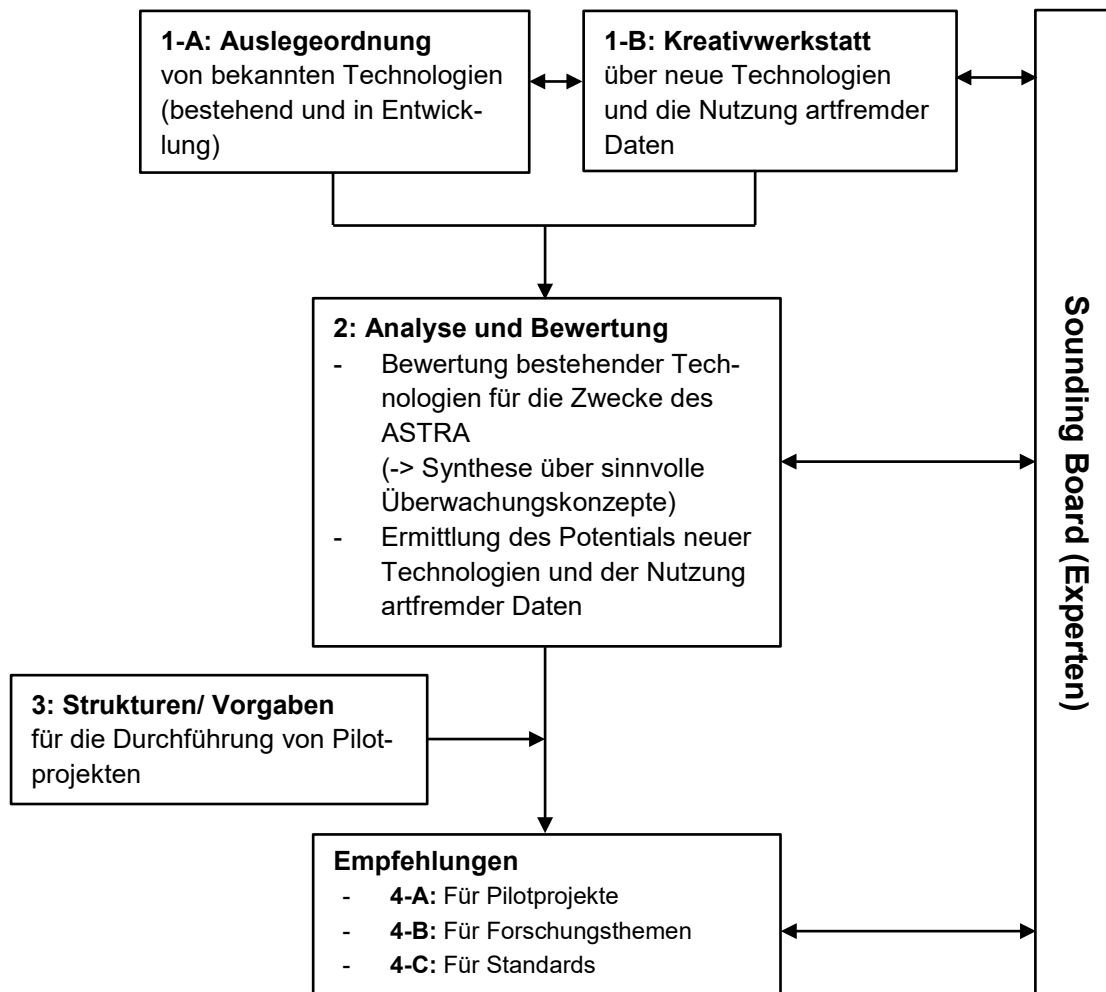 1-A: Auslegeordnung
von bekannten Technologien
(bestehend und in Entwick-
lung)
1-B: Kreativwerkstatt
über neue Technologien
und die Nutzung artfremder
Daten
2: Analyse und Bewertung
- Bewertung bestehender Tech-
nologien für die Zwecke des
ASTRA
(-> Synthese über sinnvolle
Überwachungskonzepte)
- Ermittlung des Potentials neuer
Technologien und der Nutzung
artfremder Daten
3: Strukturen/ Vorgaben
für die Durchführung von Pilot-
projekten
Empfehlungen
- 4-A: Für Pilotprojekte
- 4-B: Für Forschungsthemen
- 4-C: Für Standards
Sounding Board (Experten)